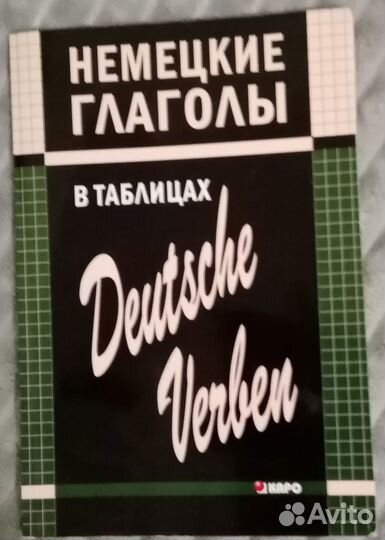 НЕМЕЦКИЕ
ГЛАГОЛЫ
В ТАБЛИЦАХ
Deutsche
Verben
КАРО
Avito